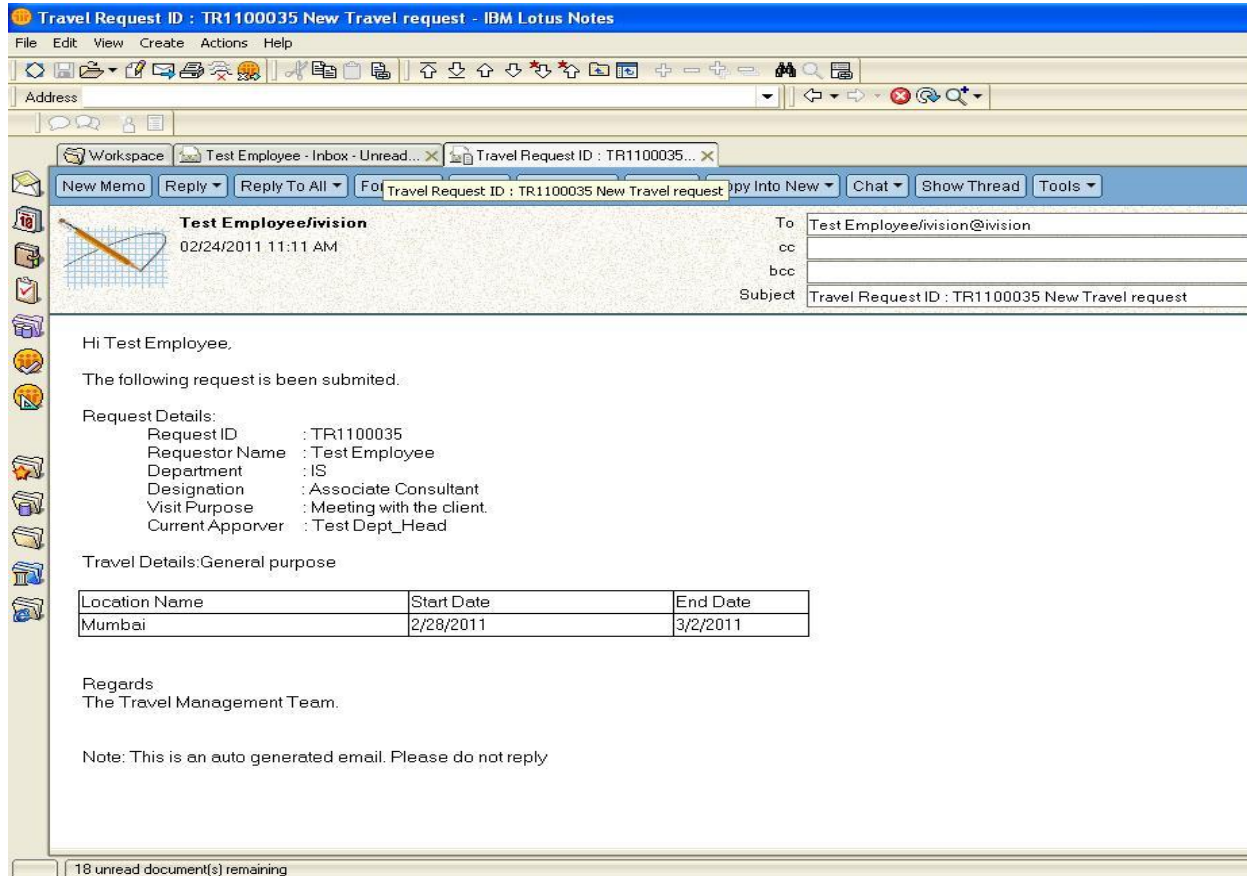 Travel Request ID : TR1100035 New Travel request - IBM Lotus Notes
File Edit View Create Actions Help
Address
Workspace Test Employee - Inbox - Unread... Travel Request ID : TR1100035...
New Memo Reply Reply To All Travel Request ID : TR1100035 New Travel request Into New Chat Show Thread Tools
Test Employee/ivision To Test Employee/ivision@ivision
02/24/2011 11:11 AM cc
bcc
Subject Travel Request ID : TR1100035 New Travel request
Hi Test Employee,
The following request is been submited.
Request Details:
Request ID : TR1100035
Requestor Name : Test Employee
Department : IS
Designation : Associate Consultant
Visit Purpose : Meeting with the client.
Current Apporver : Test Dept_Head
Travel Details:General purpose
Location Name Start Date End Date
Mumbai 2/28/2011 3/2/2011
Regards
The Travel Management Team.
Note: This is an auto generated email. Please do not reply
18 unread document(s) remaining